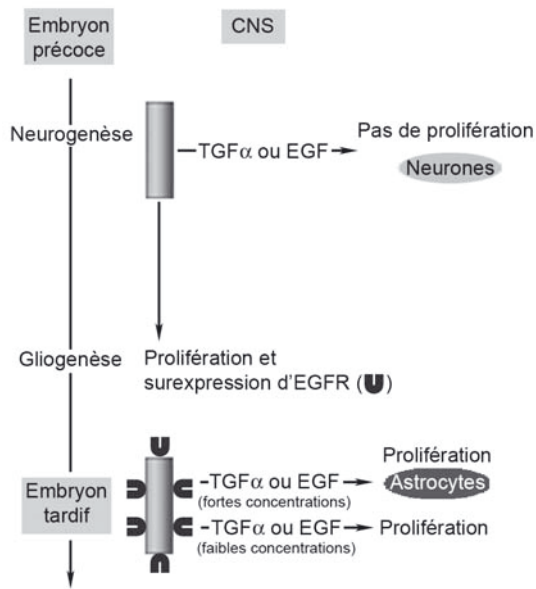 Embryon
précoce
CNS
Neurogenèse
TGFα ou EGF
Pas de prolifération
Neurones
Gliogenèse
Prolifération et
surexpression d'EGFR ( )
Embryon
tardif
TGFα ou EGF
(fortes concentrations)
Prolifération
Astrocytes
TGFα ou EGF
(faibles concentrations)
Prolifération